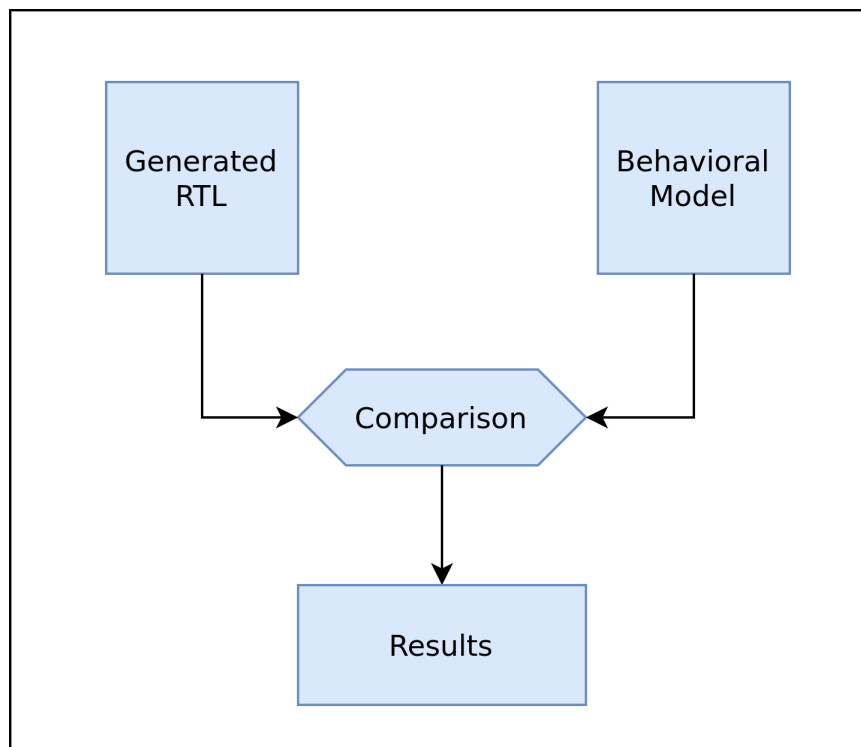 Generated
RTL
Behavioral
Model
Comparison
Results